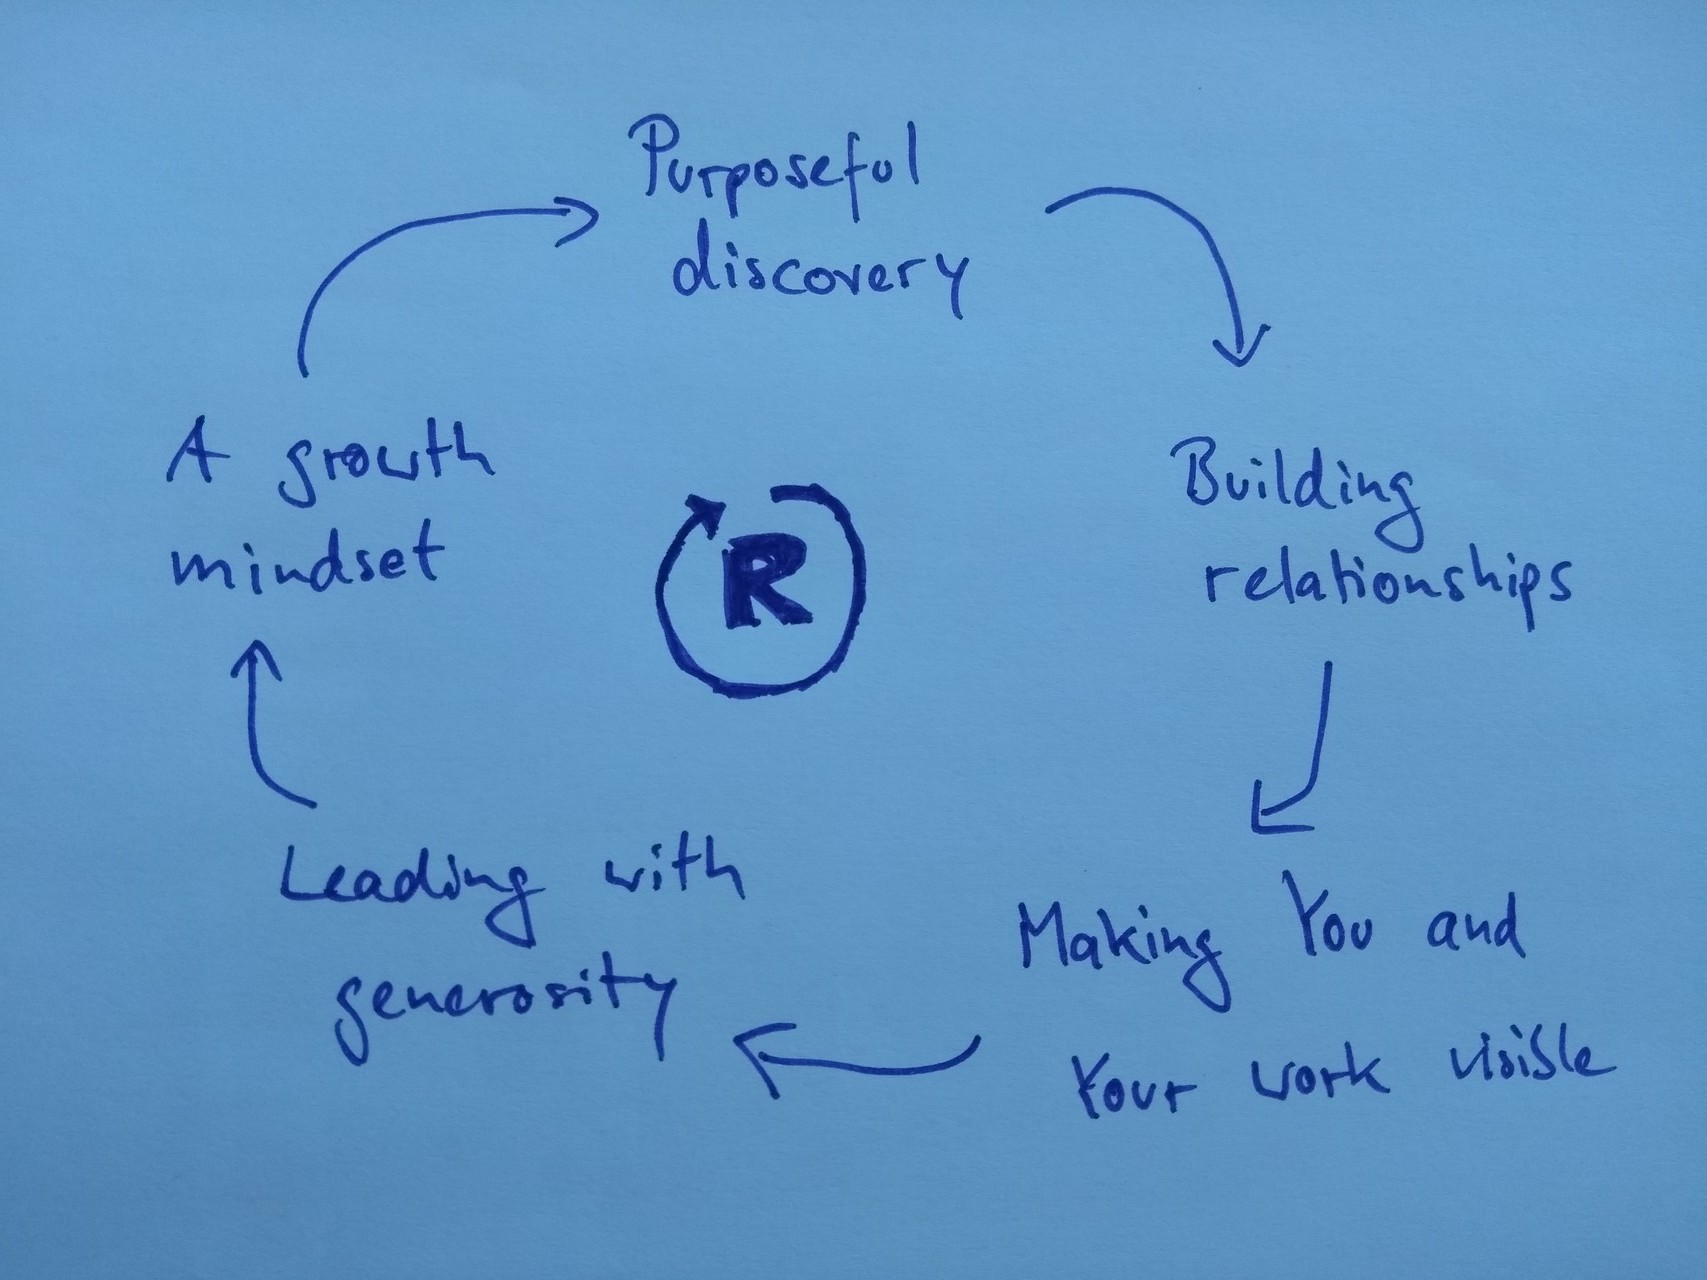 Purposeful
discovery
Building
relationships
Making You and
Your work visible
Leading with
generosity
A growth
mindset
R